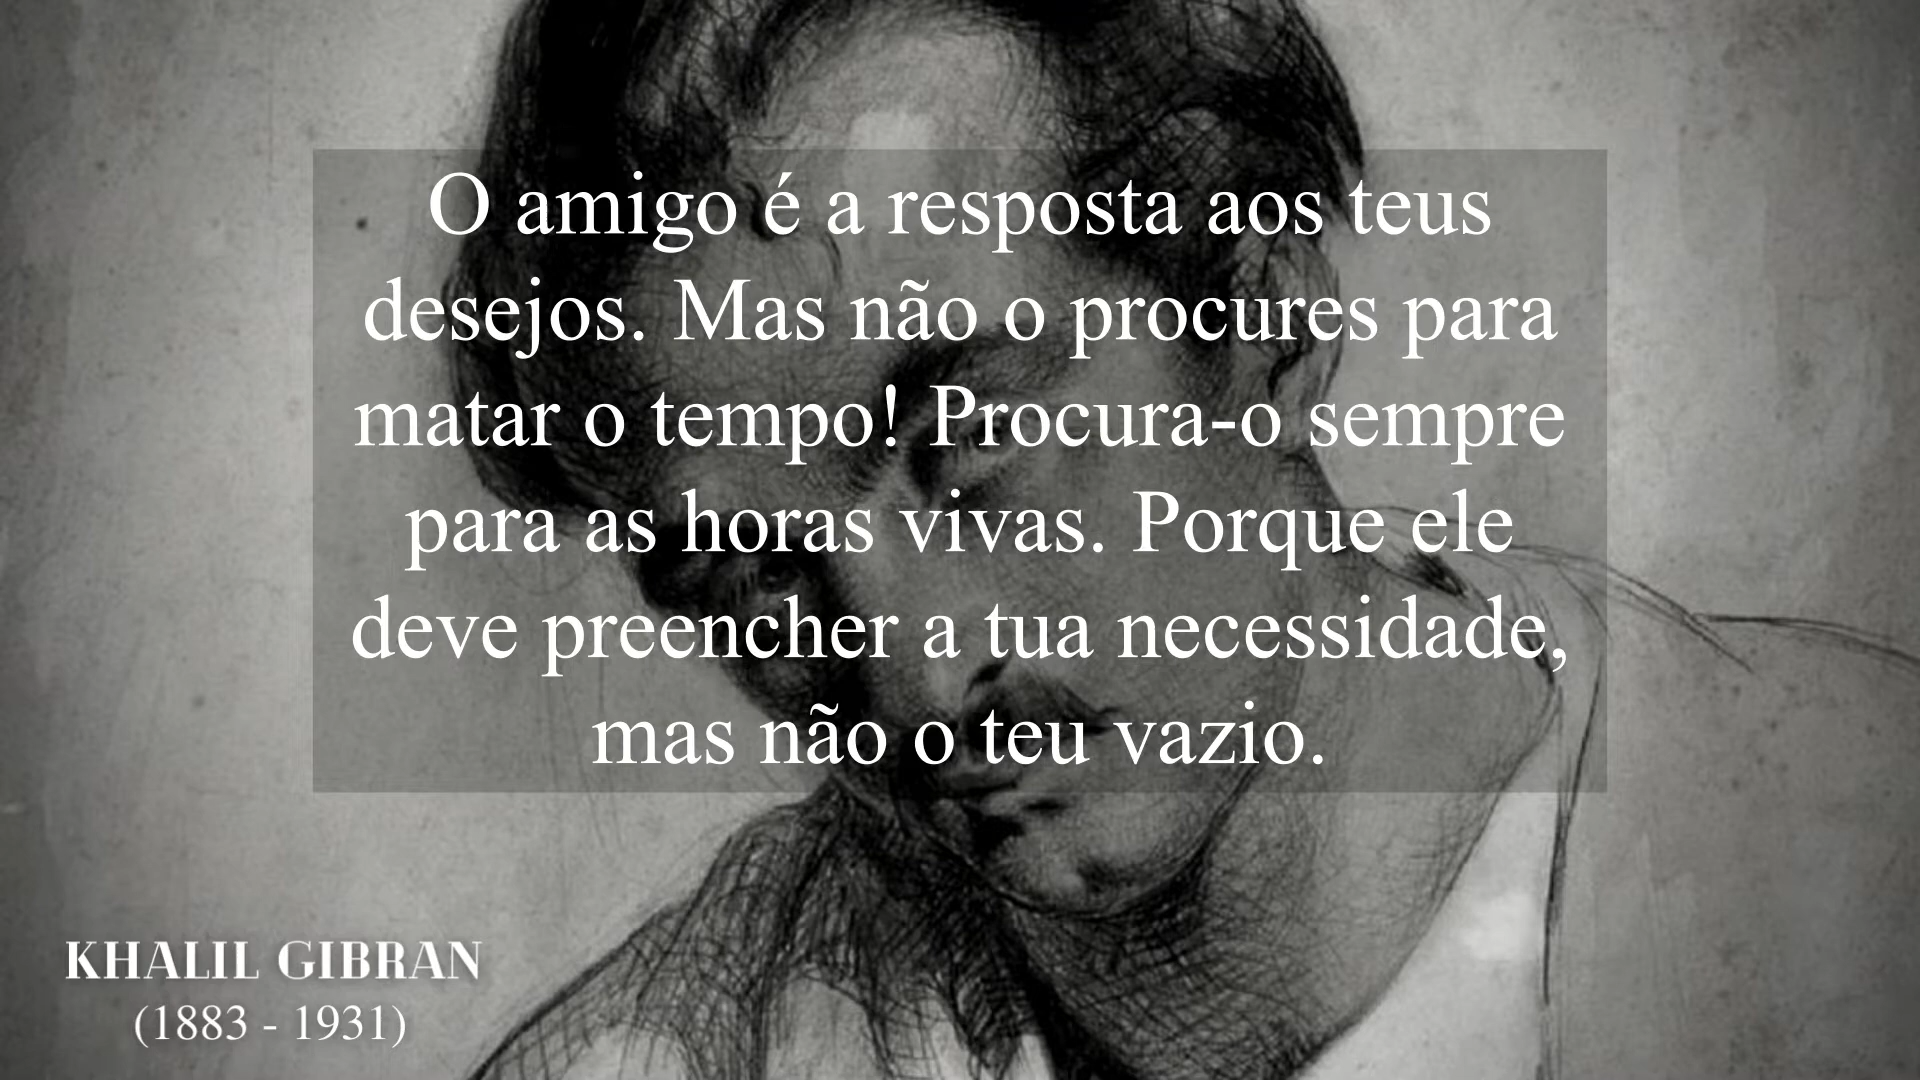 O amigo é a resposta aos teus
desejos. Mas não o procures para
matar o tempo! Procura-o sempre
para as horas vivas. Porque ele
deve preencher a tua necessidade,
mas não o teu vazio.
KHALIL GIBRAN
(1883 - 1931)